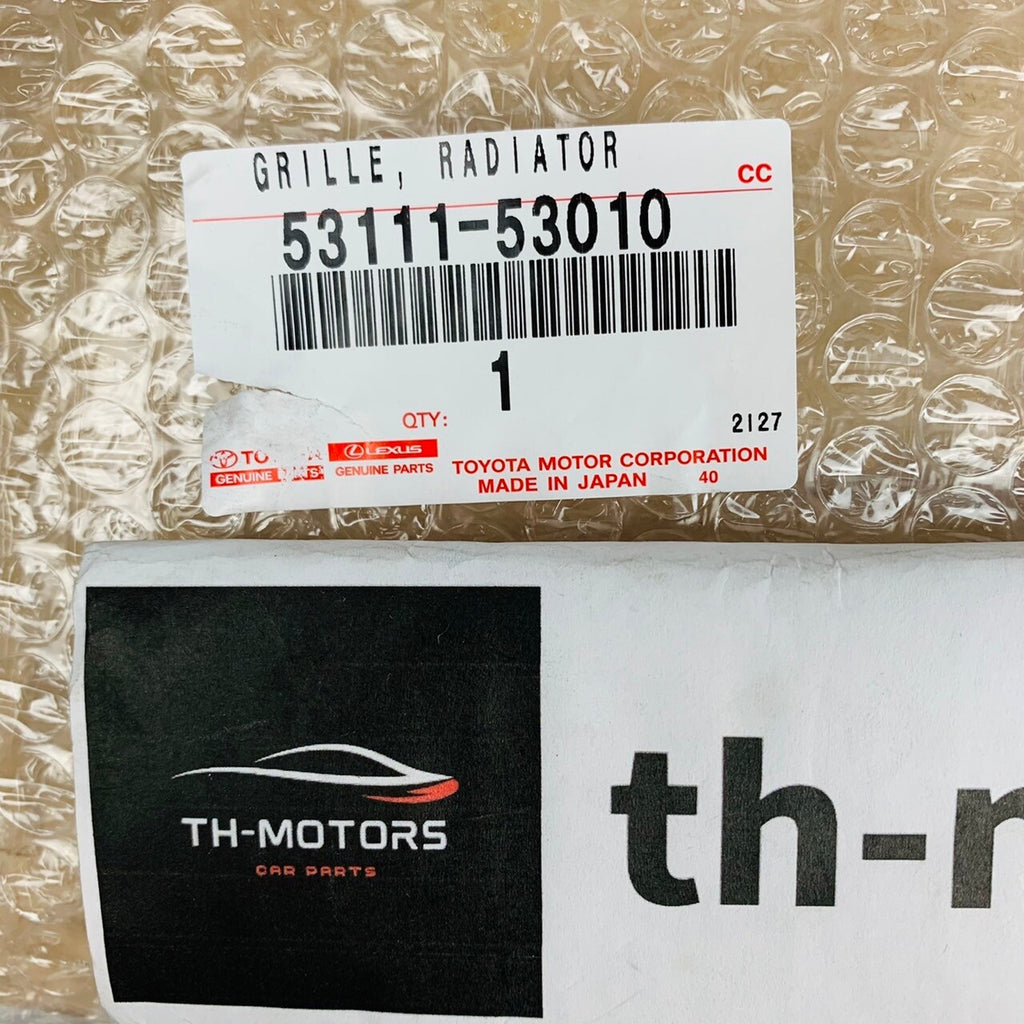 GRILLE, RADIATOR
CC
53111-53010
1
QTY:
2127
LEXUS
GENUINE PARTS
GENUINE PARTS
TOYOTA MOTOR CORPORATION
MADE IN JAPAN 40
TH-MOTORS
CAR PARTS
th-